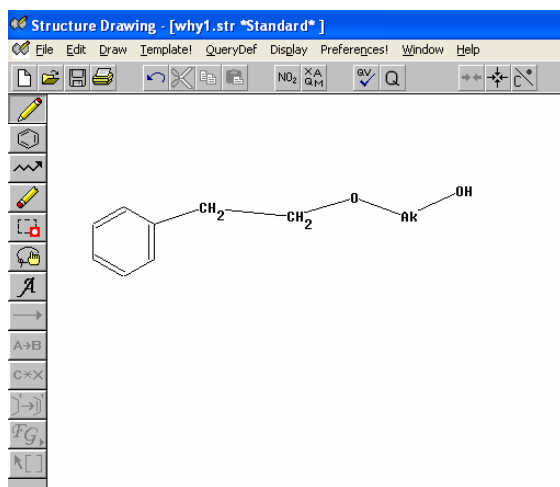 Structure Drawing - [why1.str *Standard* ]
File Edit Draw Template! QueryDef Display Preferences! Window Help
NO₂ XA QM QV Q C
OH
O
CH₂ CH₂ Ak
A
A→B
C✕X
FG
[ ]